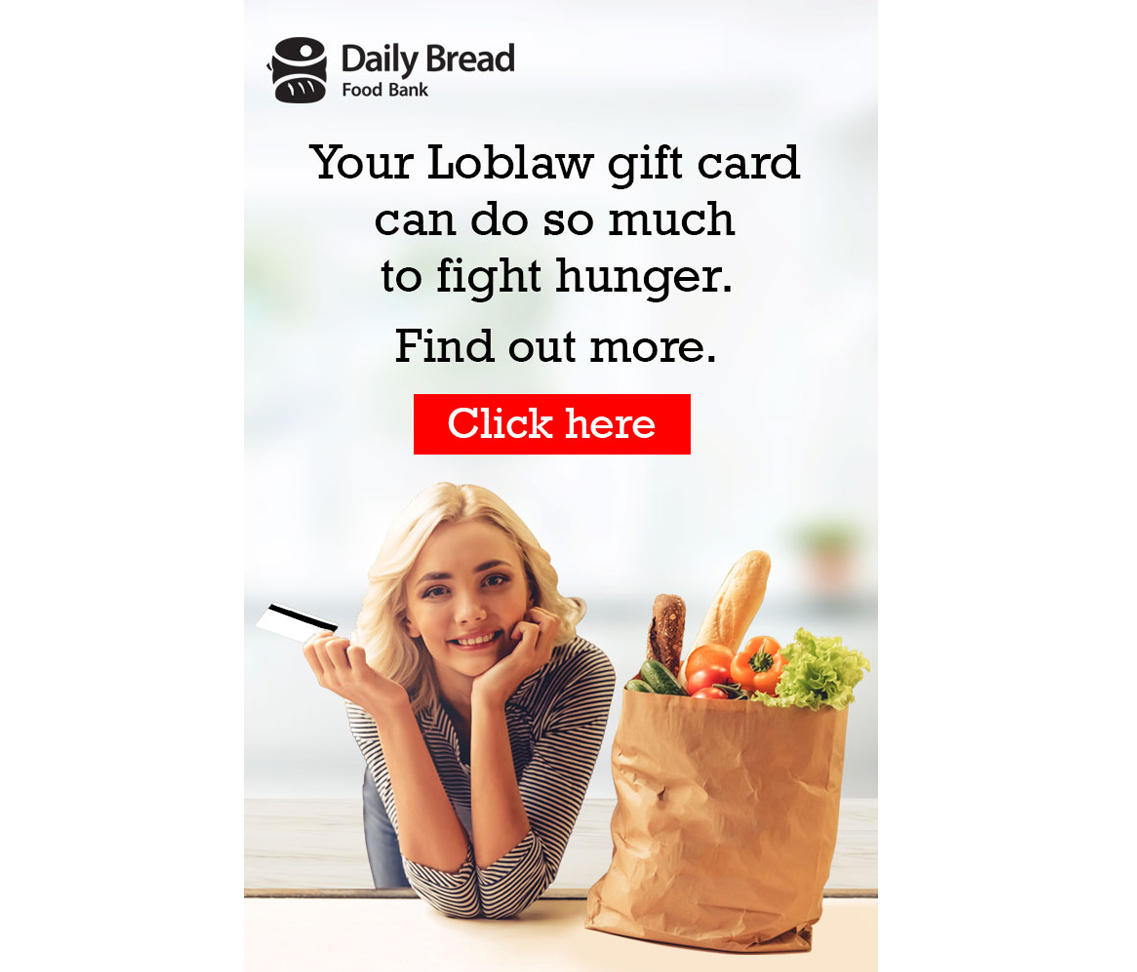 Daily Bread
Food Bank
Your Loblaw gift card
can do so much
to fight hunger.
Find out more.
Click here